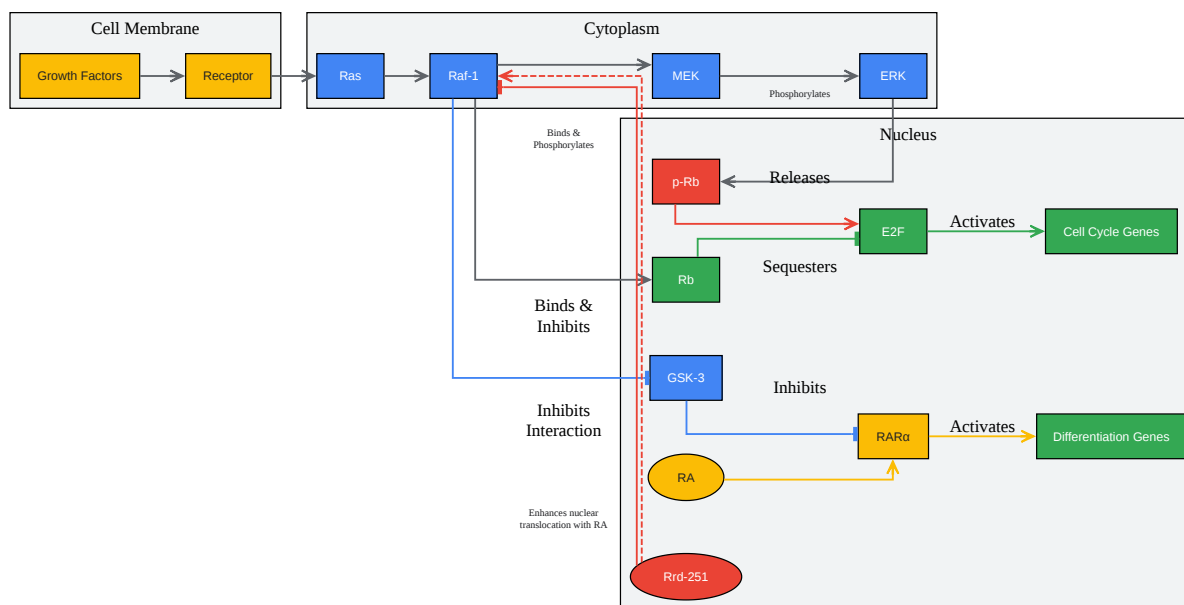 Cell Membrane
Cytoplasm
Growth Factors
Receptor
Ras
Raf-1
MEK
ERK
Phosphorylates
Binds &
Phosphorylates
Nucleus
p-Rb
Releases
E2F
Activates
Cell Cycle Genes
Rb
Sequesters
Binds &
Inhibits
GSK-3
Inhibits
Inhibits
Interaction
RARα
Activates
Differentiation Genes
RA
Enhances nuclear
translocation with RA
Rrd-251